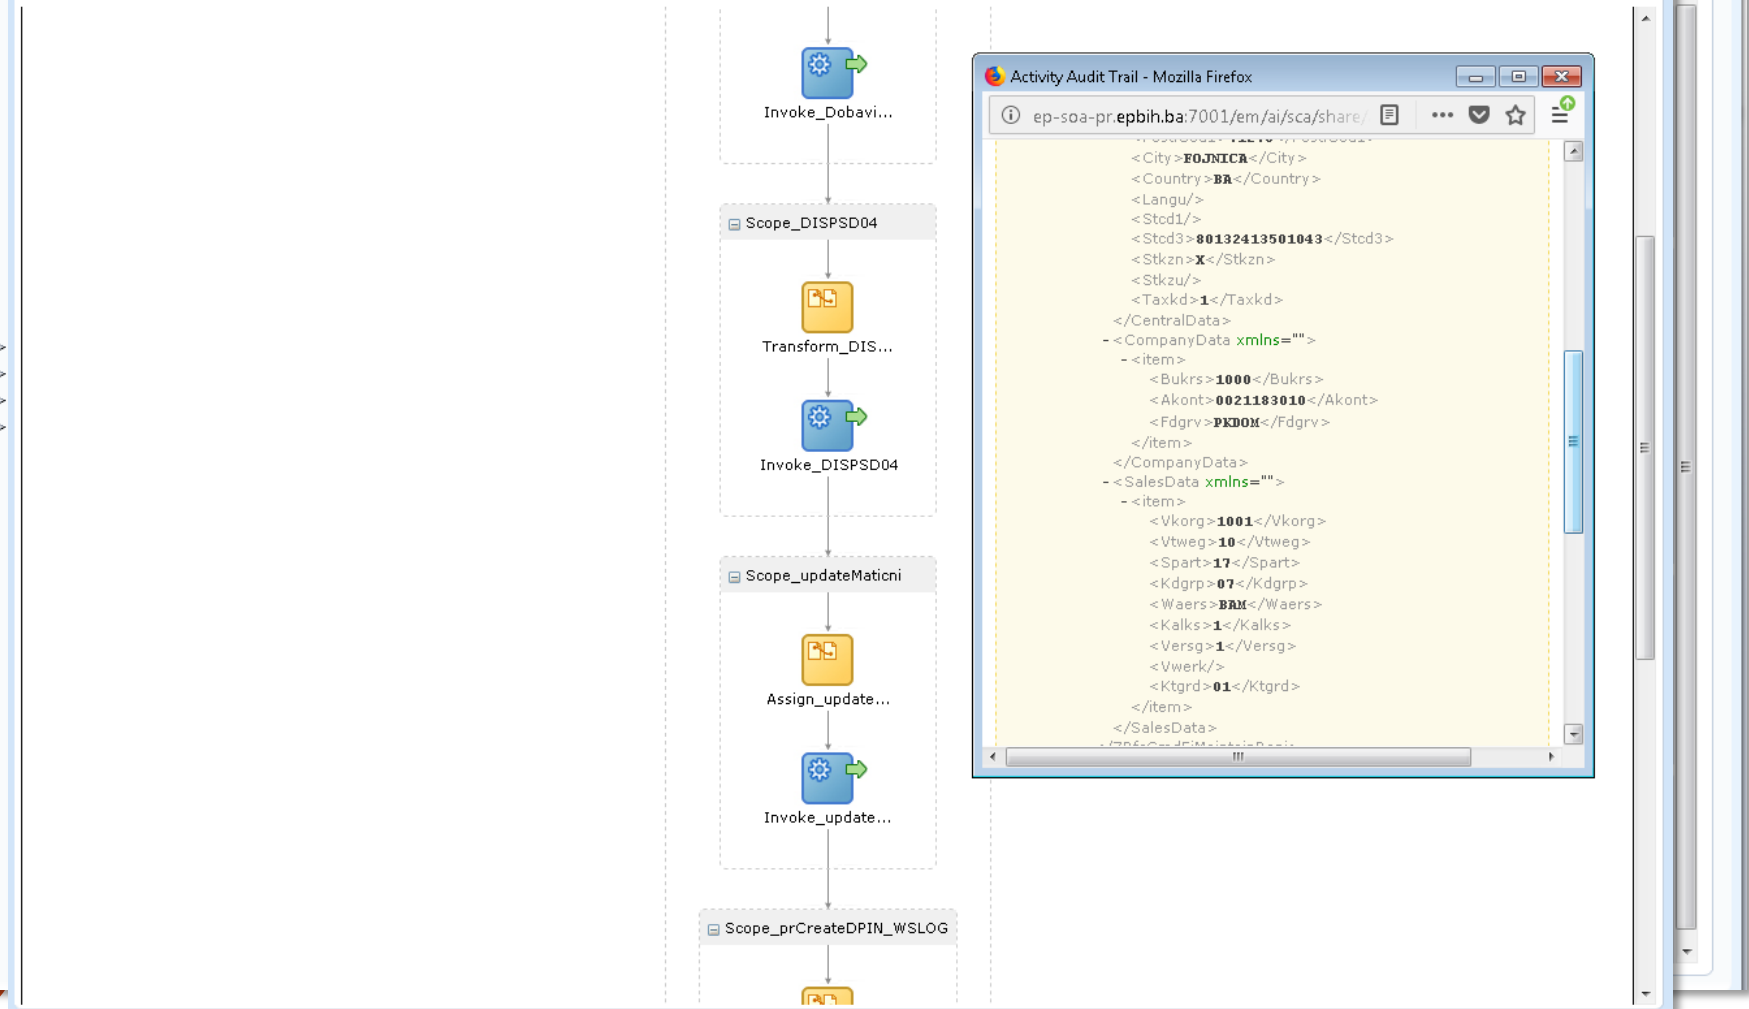 Invoke_Dobavi...
Scope_DISPSD04
Transform_DIS...
Invoke_DISPSD04
Scope_updateMaticni
Assign_update...
Invoke_update...
Scope_prCreateDPIN_WSLOG
Activity Audit Trail - Mozilla Firefox
ep-soa-pr.epbih.ba:7001/em/ai/sca/share/
<City>FOJNICA</City>
<Country>BA</Country>
<Langu/>
<Stcd1/>
<Stcd3>80132413501043</Stcd3>
<Stkzn>X</Stkzn>
<Stkzu/>
<Taxkd>1</Taxkd>
</CentralData>
-<CompanyData xmlns="">
-<item>
<Bukrs>1000</Bukrs>
<Akont>0021183010</Akont>
<Fdgrv>PKDOM</Fdgrv>
</item>
</CompanyData>
-<SalesData xmlns="">
-<item>
<Vkorg>1001</Vkorg>
<Vtweg>10</Vtweg>
<Spart>17</Spart>
<Kdgrp>07</Kdgrp>
<Waers>BAM</Waers>
<Kalks>1</Kalks>
<Versg>1</Versg>
<Vwerk/>
<Ktgrd>01</Ktgrd>
</item>
</SalesData>